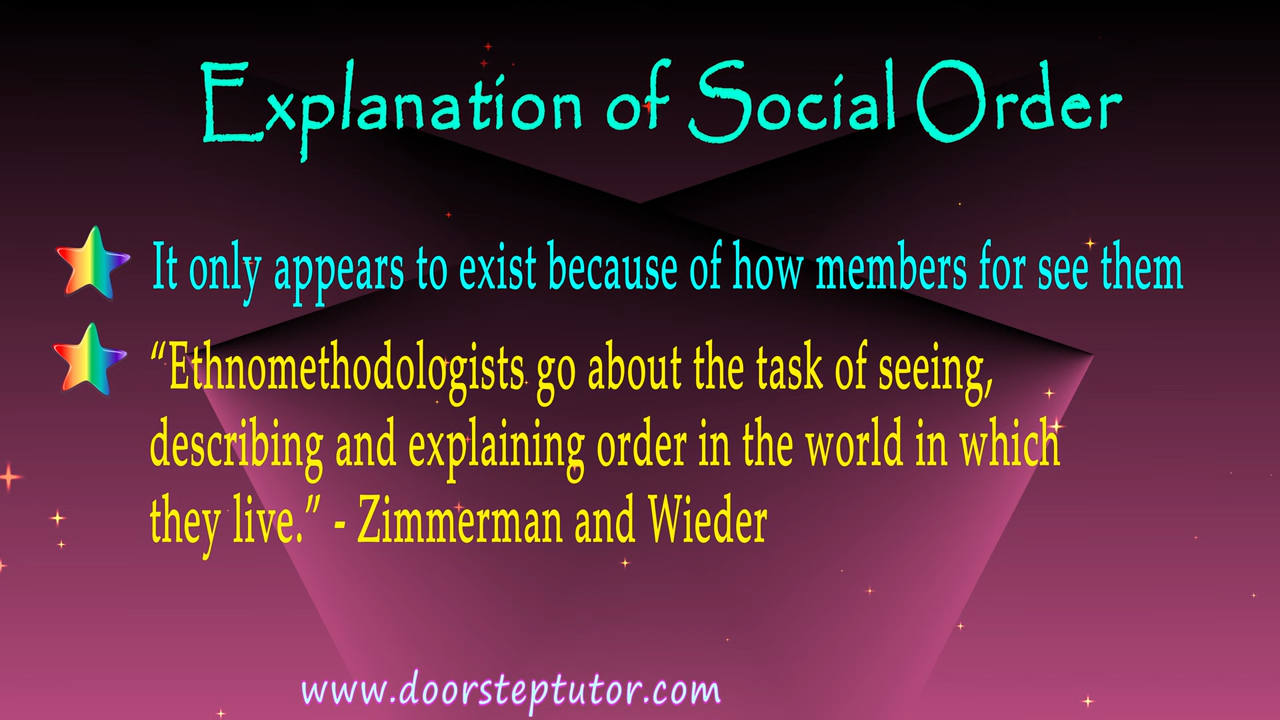 Explanation of Social Order
It only appears to exist because of how members for see them
“Ethnomethodologists go about the task of seeing,
describing and explaining order in the world in which
they live.” - Zimmerman and Wieder
www.doorsteptutor.com